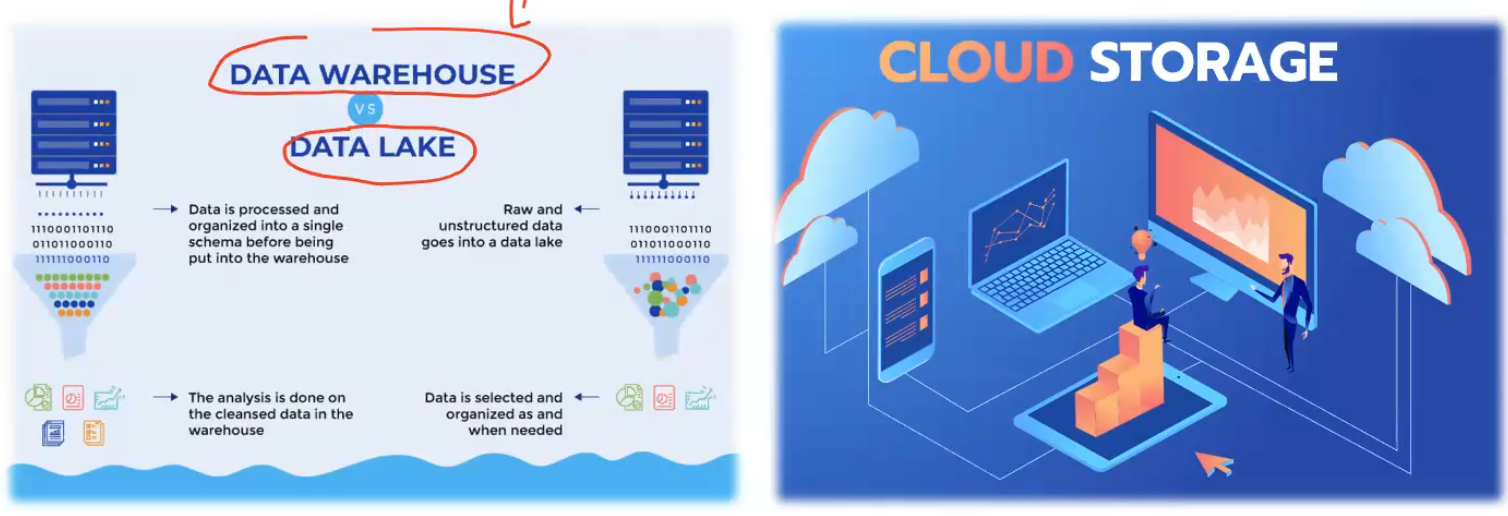 DATA WAREHOUSE
VS
DATA LAKE
Data is processed and
organized into a single
schema before being
put into the warehouse
Raw and
unstructured data
goes into a data lake
1110001101110
011011000110
111111000110
1110001101110
011011000110
111111000110
The analysis is done on
the cleansed data in the
warehouse
Data is selected and
organized as and
when needed
CLOUD STORAGE